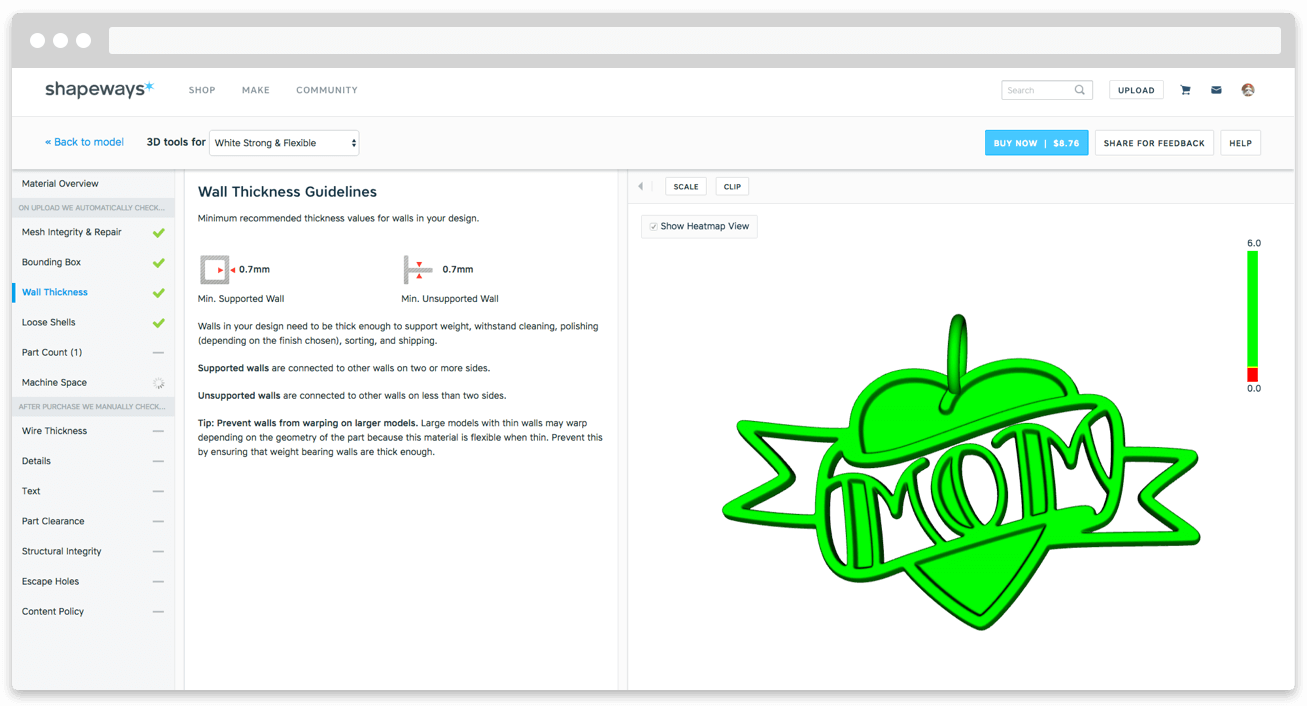 shapeways*
SHOP
MAKE
COMMUNITY
Search
UPLOAD
« Back to model
3D tools for
White Strong & Flexible
BUY NOW | $8.76
SHARE FOR FEEDBACK
HELP
Material Overview
ON UPLOAD WE AUTOMATICALLY CHECK...
Mesh Integrity & Repair
Bounding Box
Wall Thickness
Loose Shells
Part Count (1)
Machine Space
AFTER PURCHASE WE MANUALLY CHECK...
Wire Thickness
Details
Text
Part Clearance
Structural Integrity
Escape Holes
Content Policy
Wall Thickness Guidelines
Minimum recommended thickness values for walls in your design.
0.7mm
Min. Supported Wall
0.7mm
Min. Unsupported Wall
Walls in your design need to be thick enough to support weight, withstand cleaning, polishing
(depending on the finish chosen), sorting, and shipping.
Supported walls are connected to other walls on two or more sides.
Unsupported walls are connected to other walls on less than two sides.
Tip: Prevent walls from warping on larger models. Large models with thin walls may warp
depending on the geometry of the part because this material is flexible when thin. Prevent this
by ensuring that weight bearing walls are thick enough.
SCALE
CLIP
Show Heatmap View
6.0
0.0
MOM